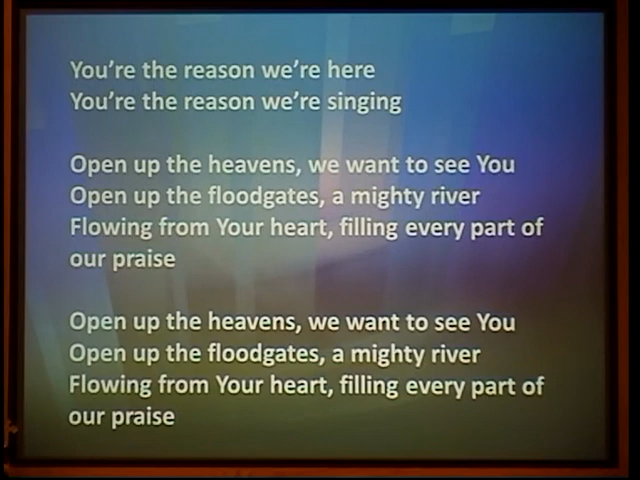 You're the reason we're here
You're the reason we're singing
Open up the heavens, we want to see You
Open up the floodgates, a mighty river
Flowing from Your heart, filling every part of
our praise
Open up the heavens, we want to see You
Open up the floodgates, a mighty river
Flowing from Your heart, filling every part of
our praise